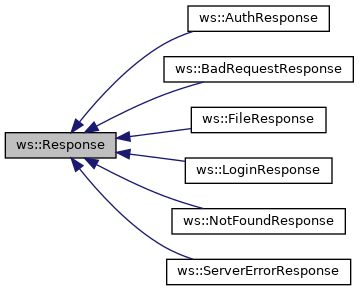 ws::AuthResponse
ws::BadRequestResponse
ws::FileResponse
ws::Response
ws::LoginResponse
ws::NotFoundResponse
ws::ServerErrorResponse